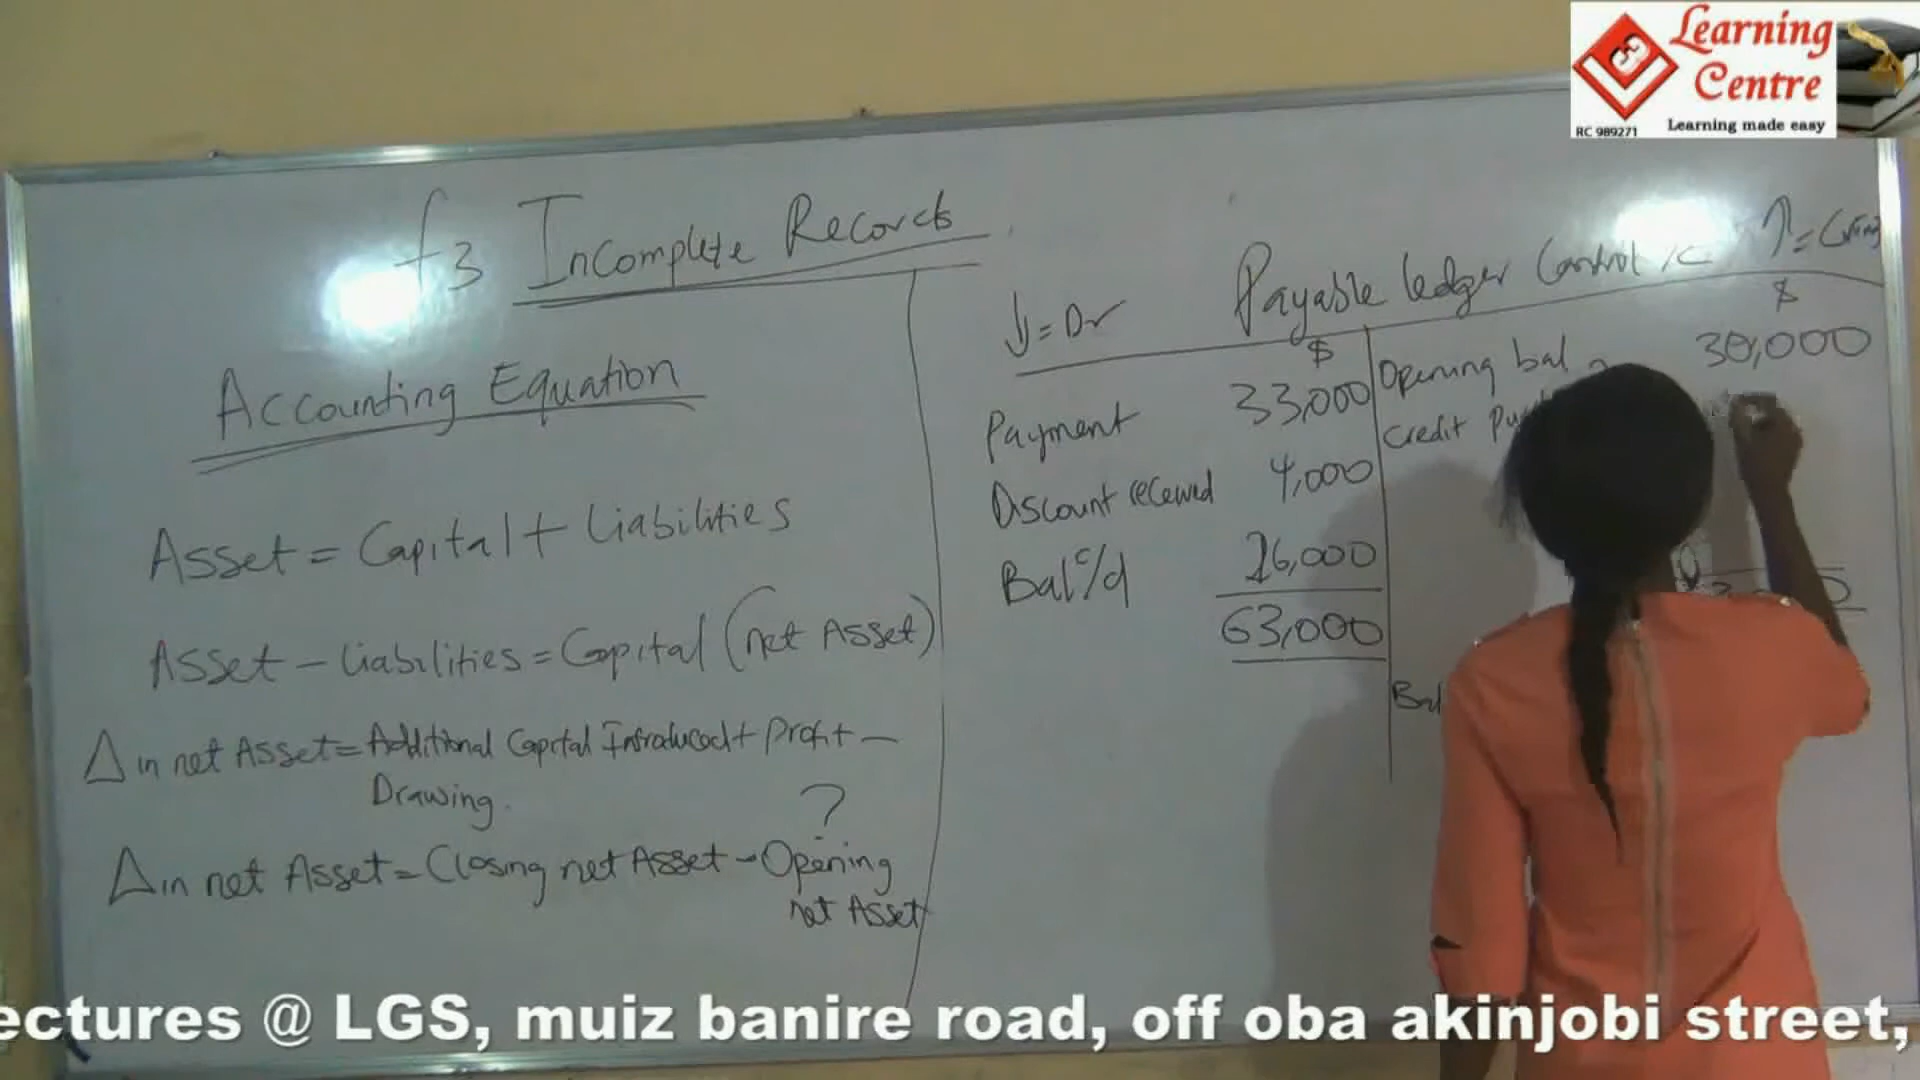 Learning
Centre
RC 989271
Learning made easy
f3 Incomplete Records
Accounting Equation
Asset = Capital + Liabilities
Asset - Liabilities = Capital (net Asset)
Δ in net Asset = Additional Capital Introduced + Profit -
Drawing.
?
Δ in net Asset = Closing net Asset - Opening
net Asset
↓ = Dr
Payable ledger Control
↑ =
$
$
Payment 33,000
Discount received 4,000
Bal c/d 26,000
63,000
Opening bal 30,000
Credit
Bal
ectures @ LGS, muiz banire road, off oba akinjobi street,